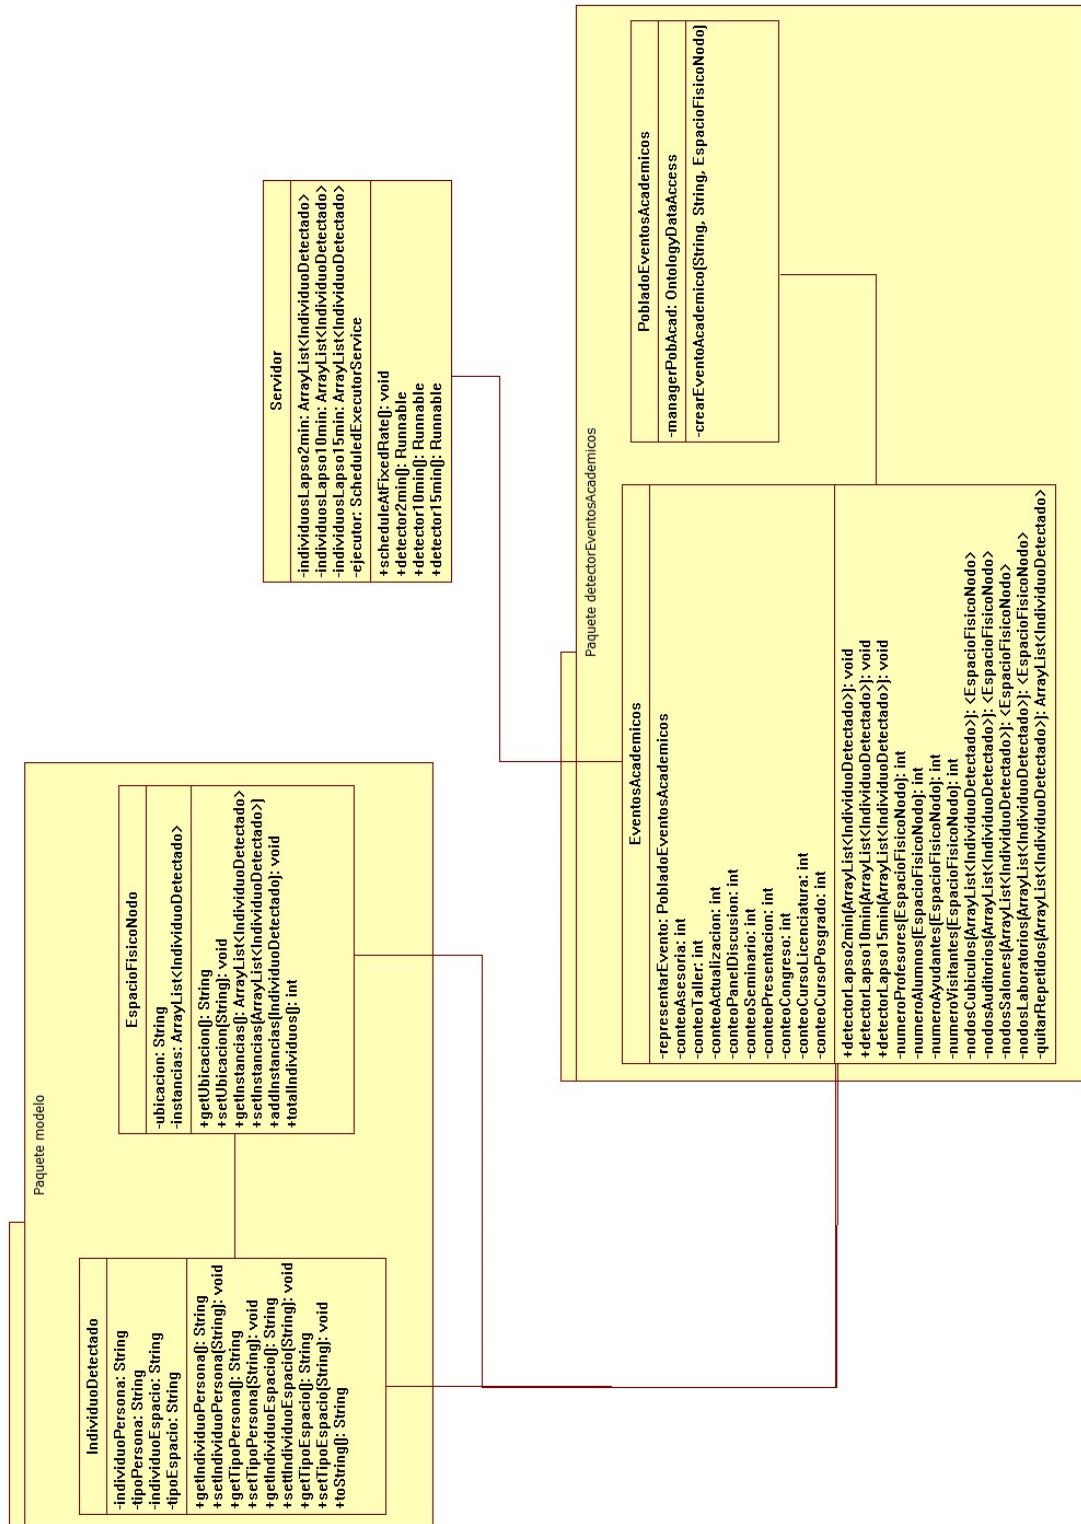 Paquete modelo
IndividuoDetectado
-individuoPersona: String
-tipoPersona: String
-individuoEspacio: String
-tipoEspacio: String
+getIndividuoPersona(): String
+setIndividuoPersona(String): void
+getTipoPersona(): String
+setTipoPersona(String): void
+getIndividuoEspacio(): String
+setIndividuoEspacio(String): void
+getTipoEspacio(): String
+setTipoEspacio(String): void
+toString(): String
EspacioFisicoNodo
-ubicacion: String
-instancias: ArrayList<IndividuoDetectado>
+getUbicacion(): String
+setUbicacion(String): void
+getInstancias(): ArrayList<IndividuoDetectado>
+setInstancias(ArrayList<IndividuoDetectado>)
+addInstancias(IndividuoDetectado): void
+totalIndividuos(): int
Servidor
-individuosLapso2min: ArrayList<IndividuoDetectado>
-individuosLapso10min: ArrayList<IndividuoDetectado>
-individuosLapso15min: ArrayList<IndividuoDetectado>
-ejecutor: ScheduledExecutorService
+scheduleAtFixedRate(): void
+detector2min(): Runnable
+detector10min(): Runnable
+detector15min(): Runnable
Paquete detectorEventosAcademicos
EventosAcademicos
-representarEvento: PobladoEventosAcademicos
-conteoAsesoria: int
-conteoTaller: int
-conteoActualizacion: int
-conteoPanelDiscusion: int
-conteoSeminario: int
-conteoPresentacion: int
-conteoCongreso: int
-conteoCursoLicenciatura: int
-conteoCursoPosgrado: int
+detectorLapso2min(ArrayList<IndividuoDetectado>): void
+detectorLapso10min(ArrayList<IndividuoDetectado>): void
+detectorLapso15min(ArrayList<IndividuoDetectado>): void
-numeroProfesores(EspacioFisicoNodo): int
-numeroAlumnos(EspacioFisicoNodo): int
-numeroAyudantes(EspacioFisicoNodo): int
-numeroVisitantes(EspacioFisicoNodo): int
-nodosCubiculos(ArrayList<IndividuoDetectado>): <EspacioFisicoNodo>
-nodosAuditorios(ArrayList<IndividuoDetectado>): <EspacioFisicoNodo>
-nodosSalones(ArrayList<IndividuoDetectado>): <EspacioFisicoNodo>
-nodosLaboratorios(ArrayList<IndividuoDetectado>): <EspacioFisicoNodo>
-quitarRepetidos(ArrayList<IndividuoDetectado>): ArrayList<IndividuoDetectado>
PobladoEventosAcademicos
-managerPobAcad: OntologyDataAccess
-crearEventoAcademico(String, String, EspacioFisicoNodo)